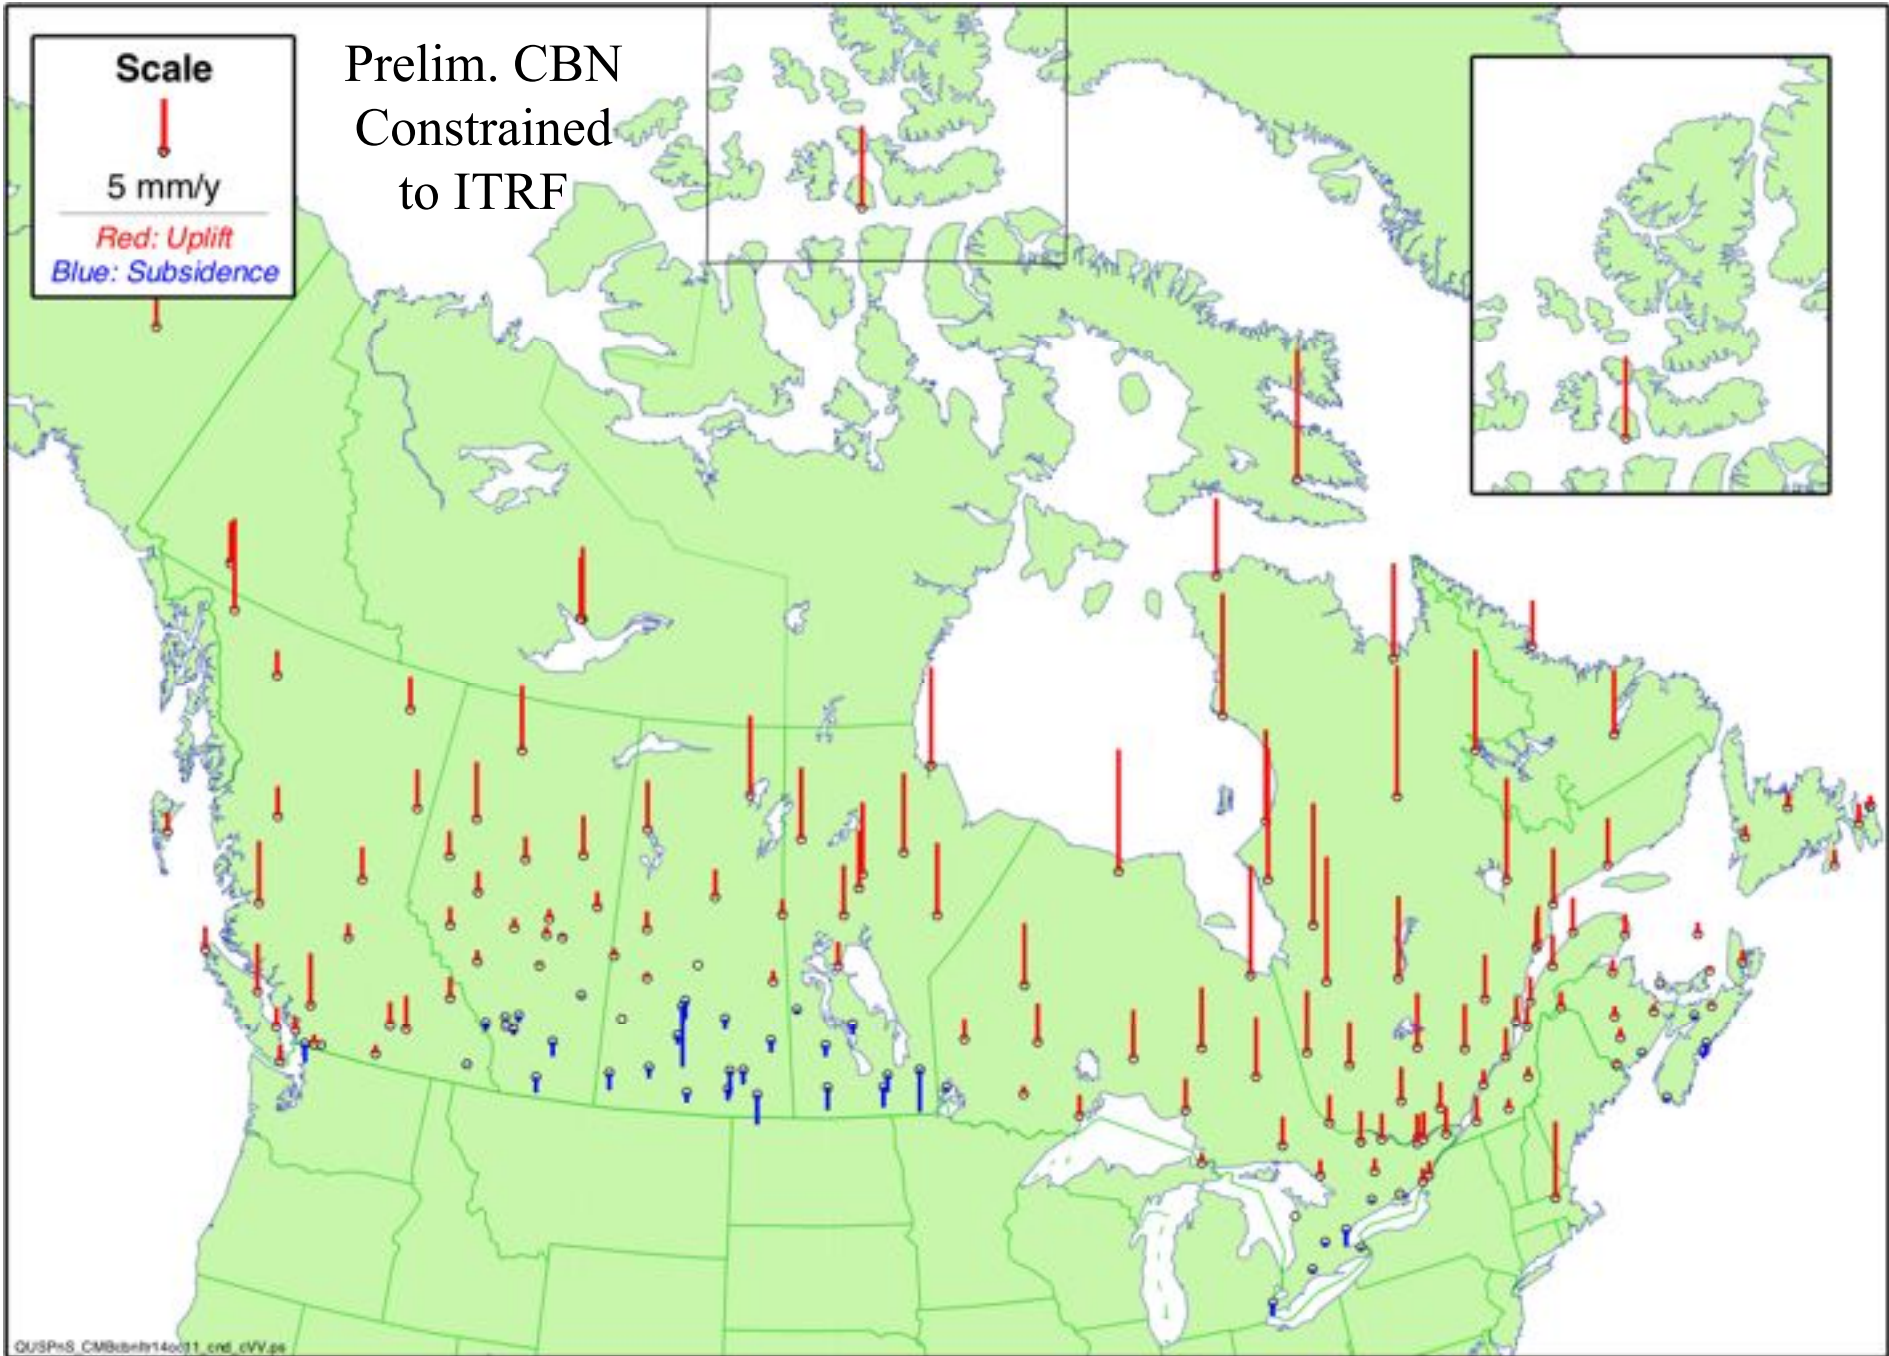 Scale
5 mm/y
Red: Uplift
Blue: Subsidence
Prelim. CBN
Constrained
to ITRF